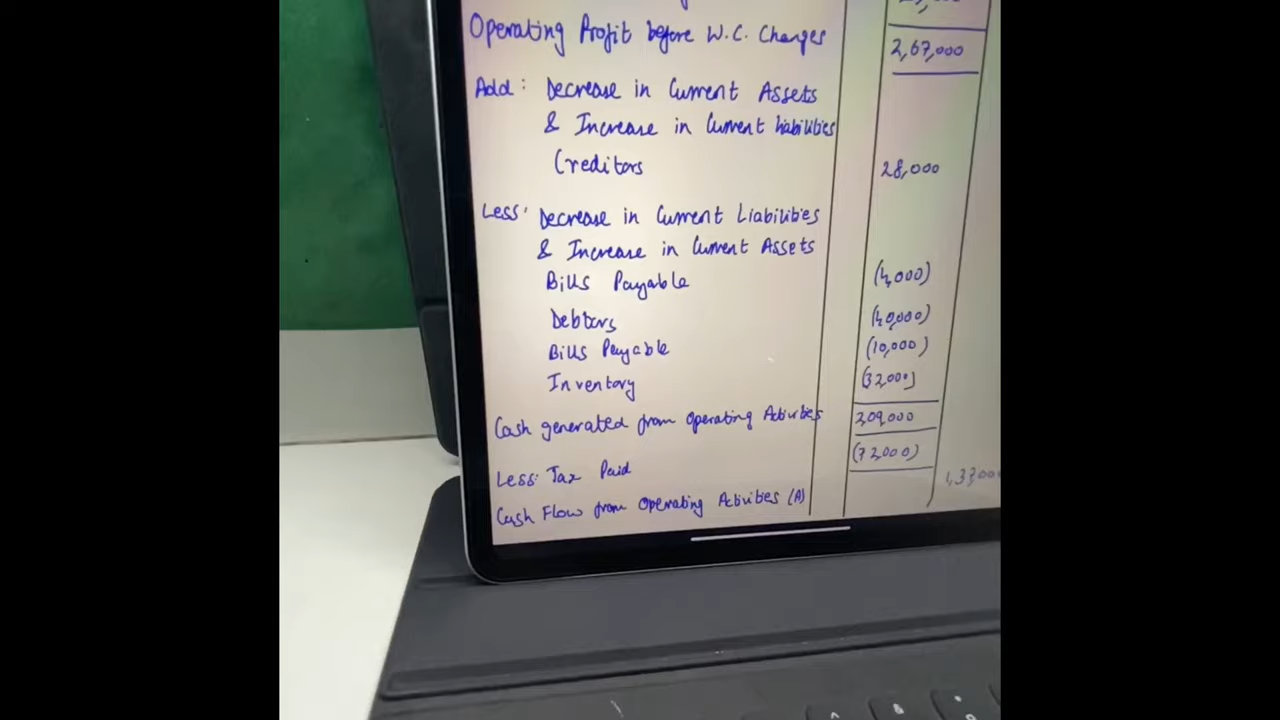 Operating Profit before W.C. Changes 2,67,000
Add: Decrease in Current Assets
& Increase in Current Liabilities
Creditors 28,000
Less: Decrease in Current Liabilities
& Increase in Current Assets
Bills Payable (4,000)
Debtors (40,000)
Bills Payable (10,000)
Inventory (32,000)
Cash generated from Operating Activities 2,09,000
Less: Tax Paid (72,000)
Cash Flow from Operating Activities (A)